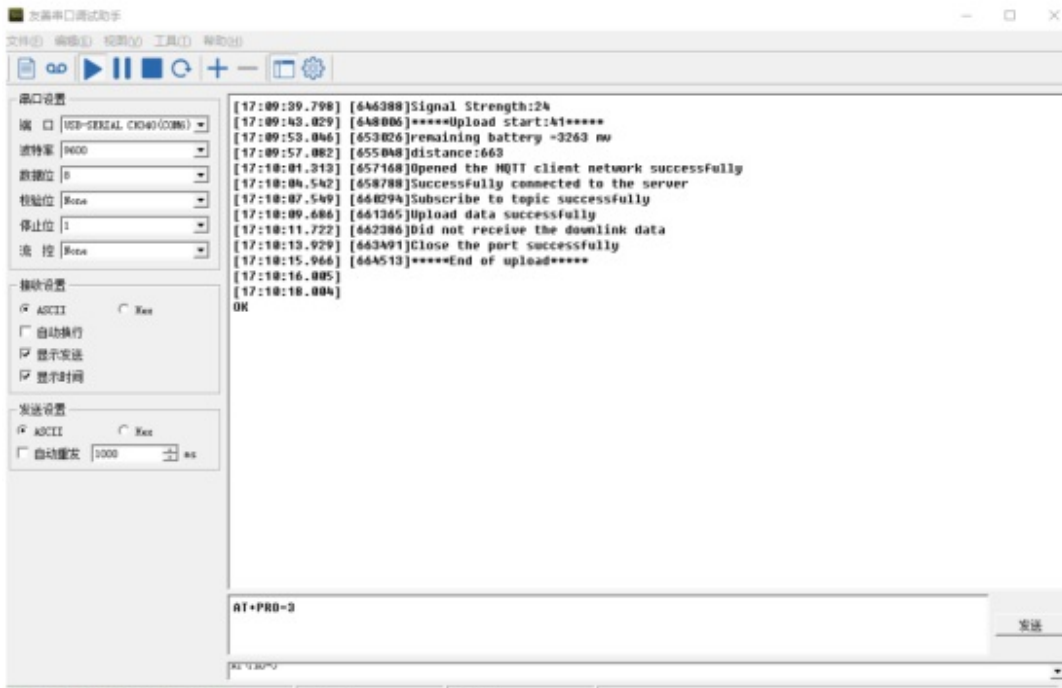 友善串口调试助手
文件(F) 编辑(E) 视图(V) 工具(T) 帮助(H)
串口设置
端 口 USB-SERIAL CH340(COM6)
波特率 9600
数据位 8
校验位 None
停止位 1
流 控 None
接收设置
ASCII Hex
自动换行
显示发送
显示时间
发送设置
ASCII Hex
自动重发 1000 ms
[17:09:39.798] [646388]Signal Strength:24
[17:09:43.029] [648006]*****Upload start:41*****
[17:09:53.046] [653026]remaining battery =3263 mv
[17:09:57.082] [655048]distance:663
[17:10:01.313] [657168]Opened the MQTT client network successfully
[17:10:04.542] [658788]Successfully connected to the server
[17:10:07.549] [660294]Subscribe to topic successfully
[17:10:09.686] [661365]Upload data successfully
[17:10:11.722] [662386]Did not receive the downlink data
[17:10:13.929] [663491]Close the port successfully
[17:10:15.966] [664513]*****End of upload*****
[17:10:16.005]
[17:10:18.004]
OK
AT+PRO=3
发送